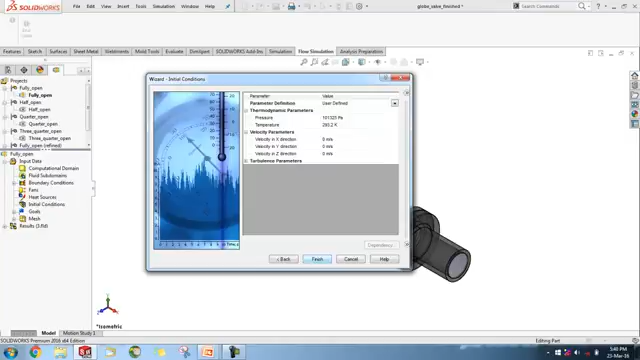 SOLIDWORKS
File Edit View Insert Tools Simulation Window Help
globe_valve_finished *
Search Commands
Features Sketch Surfaces Sheet Metal Weldments Mold Tools Evaluate DimXpert SOLIDWORKS Add-Ins Simulation Flow Simulation Analysis Preparation
Projects
Fully_open
Fully_open
Half_open
Half_open
Quarter_open
Quarter_open
Three_quarter_open
Three_quarter_open
Fully_open (refined)
Fully_open
Input Data
Computational Domain
Fluid Subdomains
Boundary Conditions
Fans
Heat Sources
Initial Conditions
Goals
Mesh
Results
Wizard - Initial Conditions
Parameter Value
Parameter Definition User Defined
Thermodynamic Parameters
Pressure 101325 Pa
Temperature 293.2 K
Velocity Parameters
Velocity in X direction 0 m/s
Velocity in Y direction 0 m/s
Velocity in Z direction 0 m/s
Turbulence Parameters
Dependency
< Back Finish Cancel Help
*Isometric
Model Motion Study 1
SOLIDWORKS Premium 2016 x64 Edition
Editing Part
5:40 PM